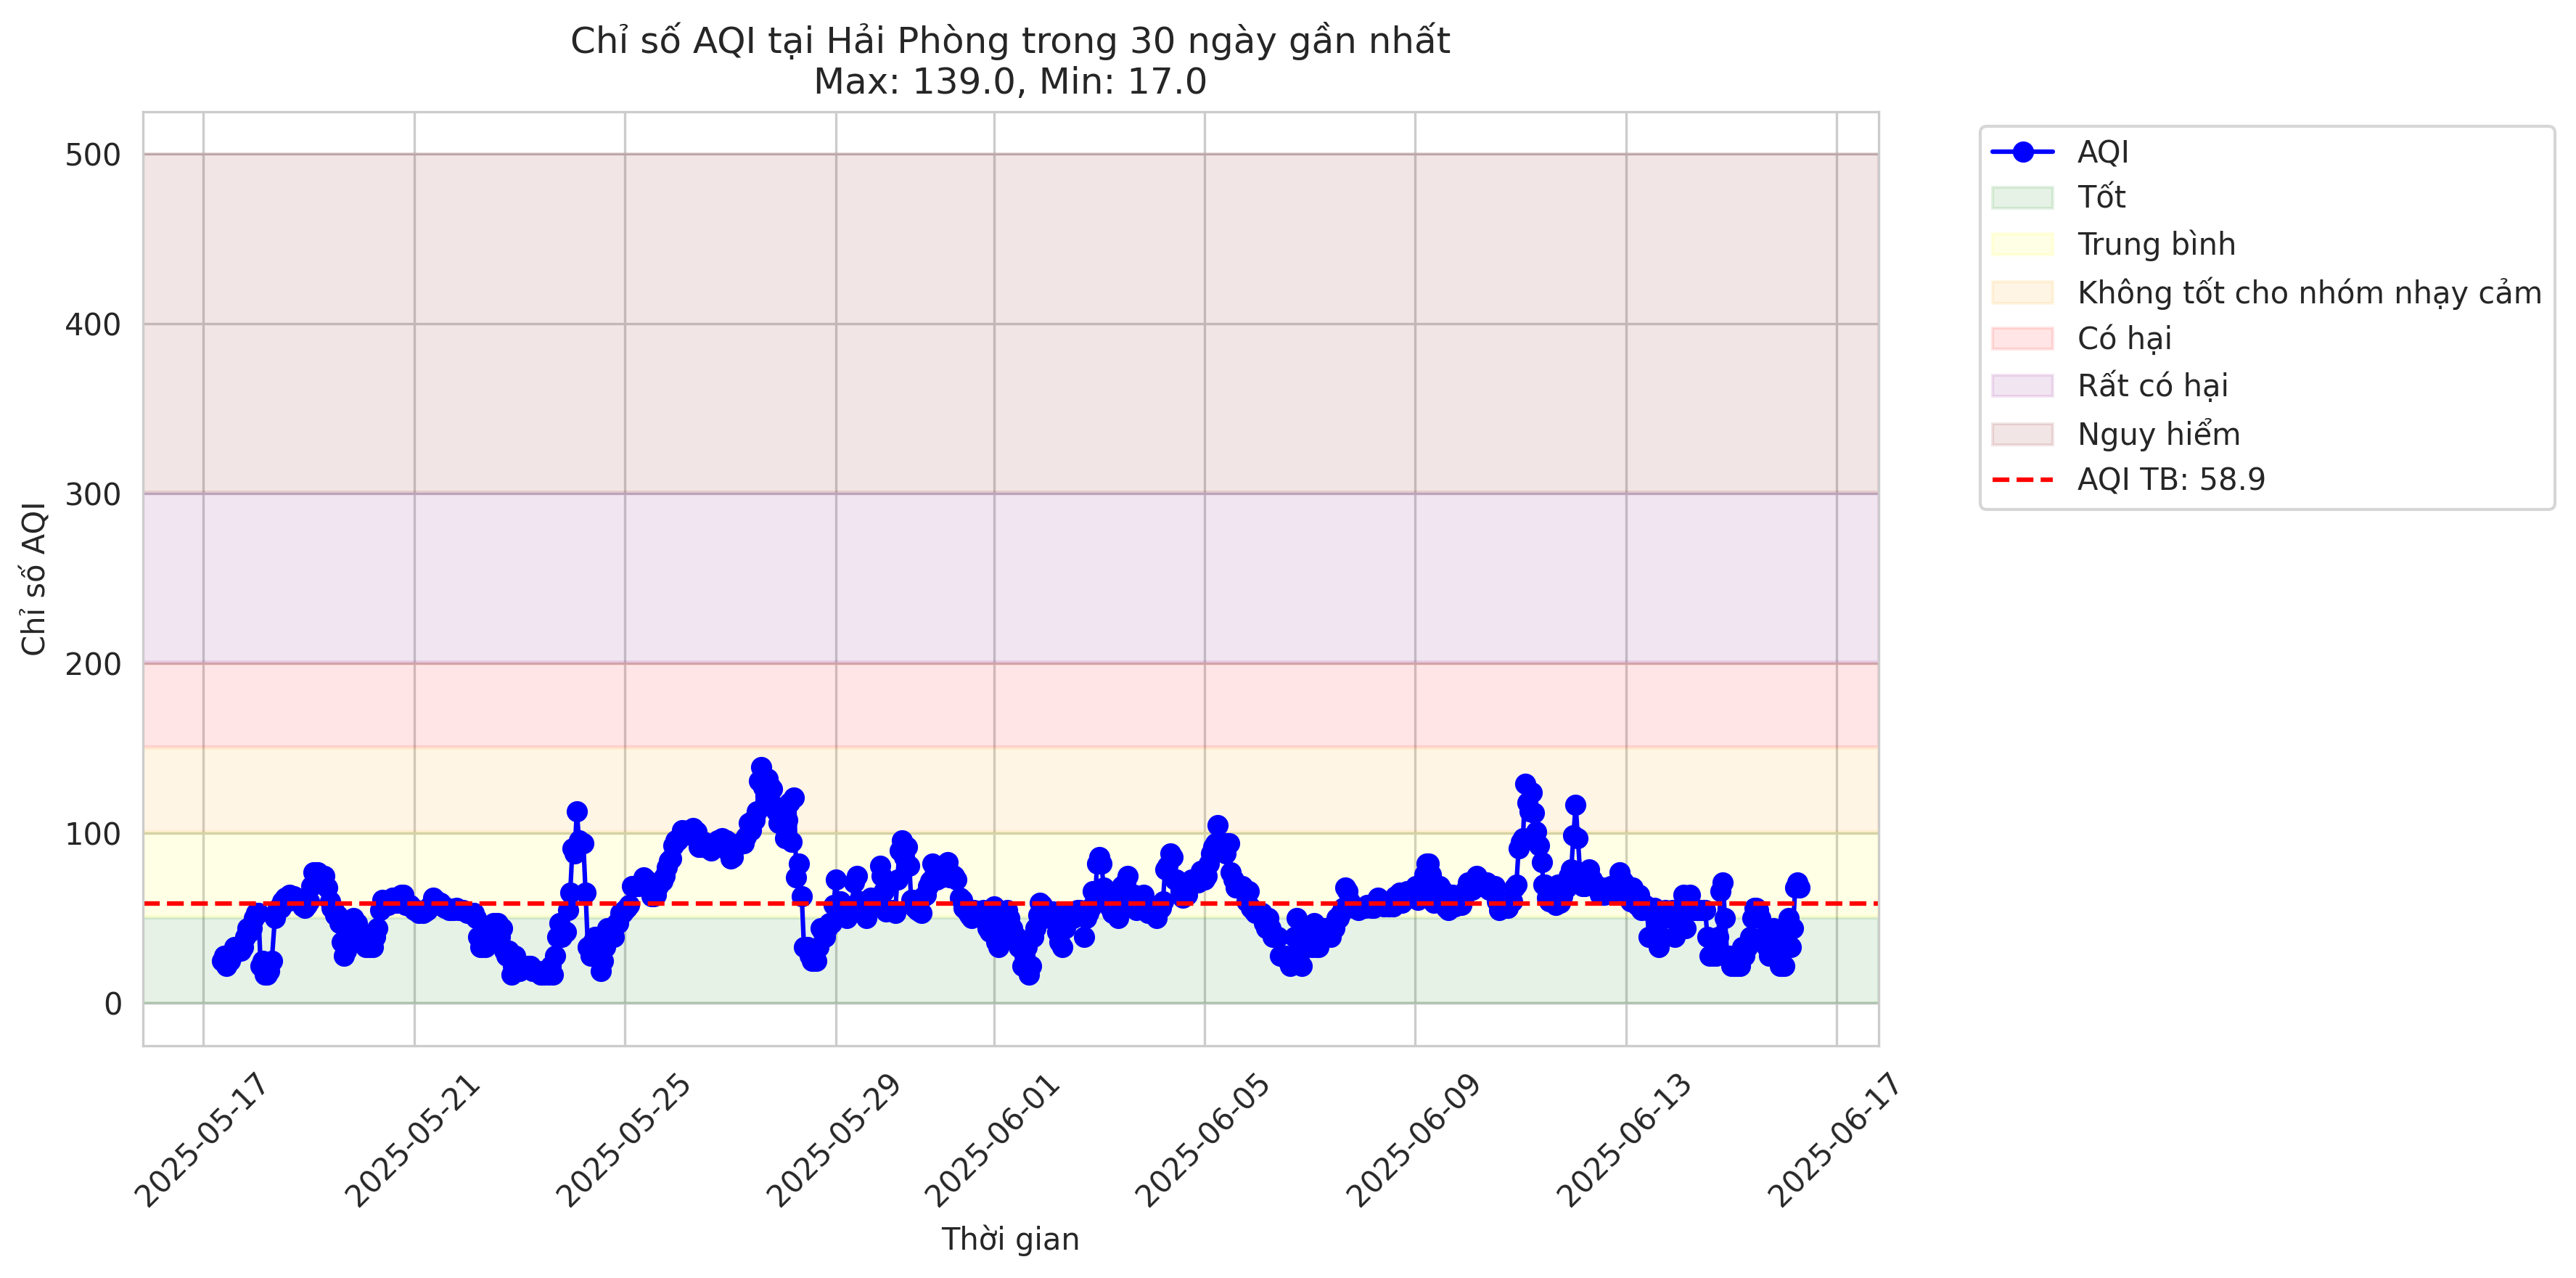 Chỉ số AQI tại Hải Phòng trong 30 ngày gần nhất
Max: 139.0, Min: 17.0
Chỉ số AQI
500
400
300
200
100
0
2025-05-17
2025-05-21
2025-05-25
2025-05-29
2025-06-01
2025-06-05
2025-06-09
2025-06-13
2025-06-17
Thời gian
AQI
Tốt
Trung bình
Không tốt cho nhóm nhạy cảm
Có hại
Rất có hại
Nguy hiểm
AQI TB: 58.9